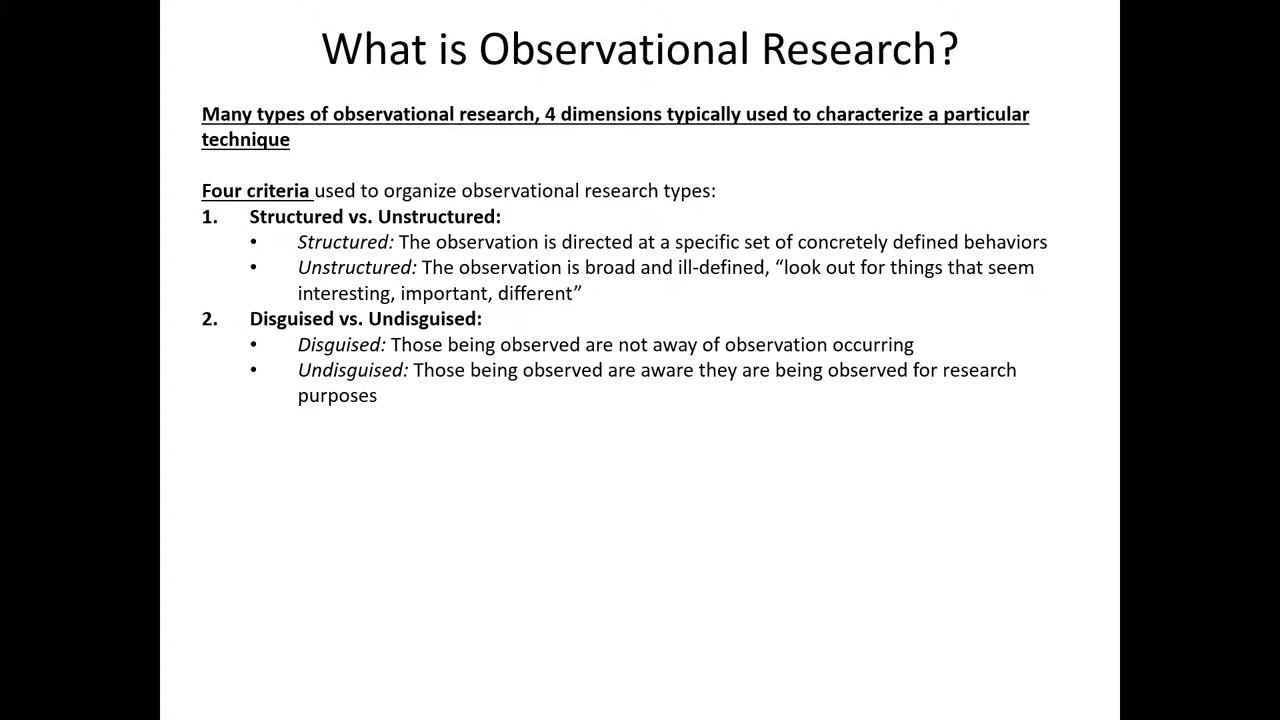 What is Observational Research?
Many types of observational research, 4 dimensions typically used to characterize a particular
technique
Four criteria used to organize observational research types:
1. Structured vs. Unstructured:
• Structured: The observation is directed at a specific set of concretely defined behaviors
• Unstructured: The observation is broad and ill-defined, “look out for things that seem
interesting, important, different”
2. Disguised vs. Undisguised:
• Disguised: Those being observed are not away of observation occurring
• Undisguised: Those being observed are aware they are being observed for research
purposes